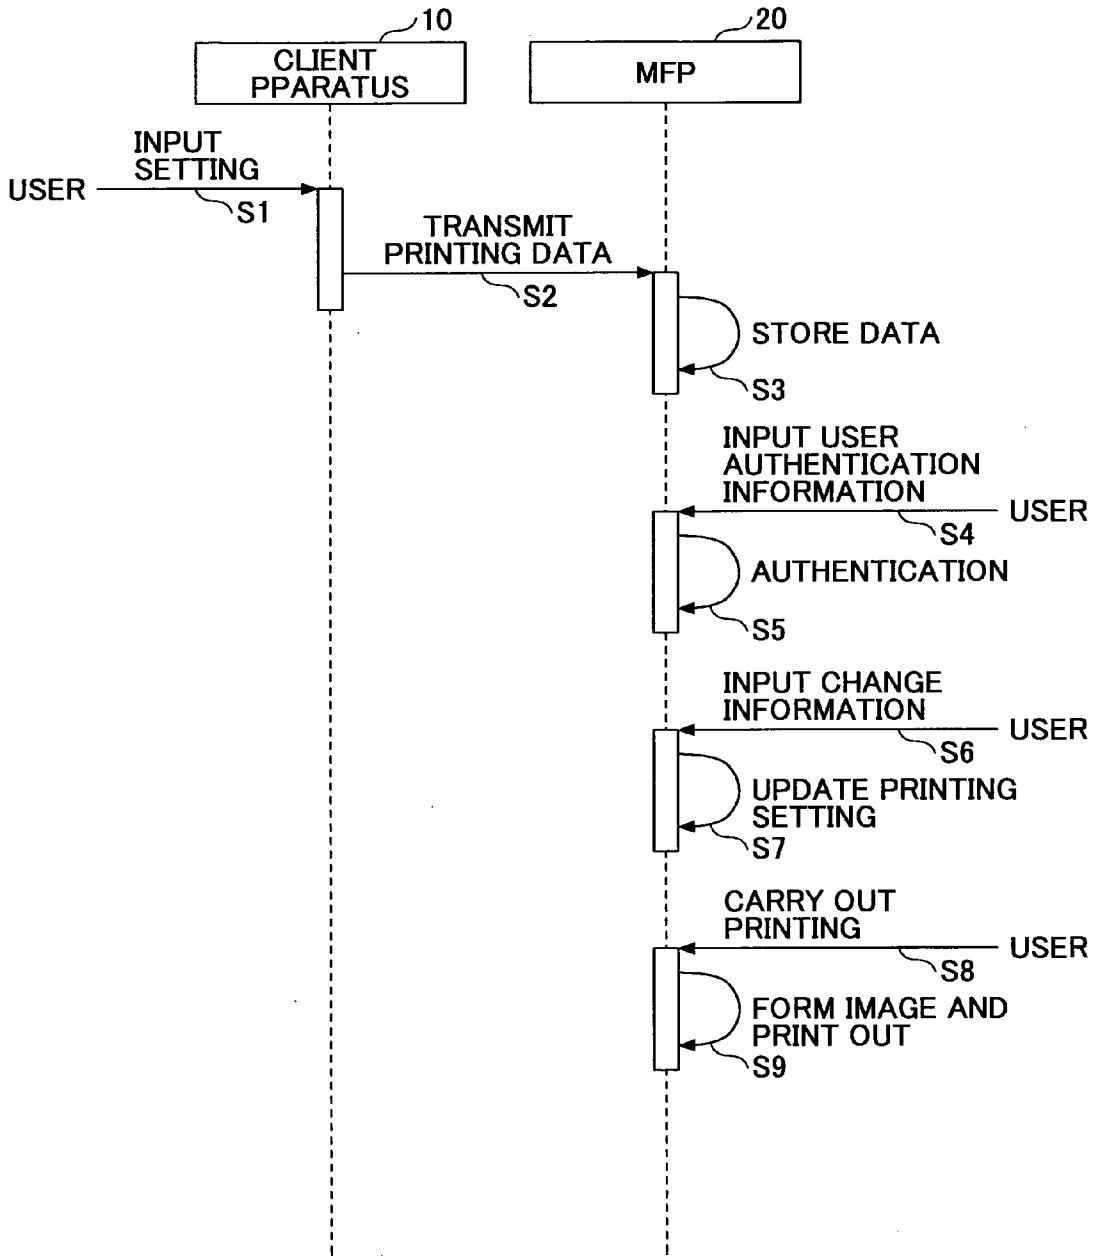 10
20
CLIENT
PPARATUS
MFP
INPUT
SETTING
USER
S1
TRANSMIT
PRINTING DATA
S2
STORE DATA
S3
INPUT USER
AUTHENTICATION
INFORMATION
USER
S4
AUTHENTICATION
S5
INPUT CHANGE
INFORMATION
USER
S6
UPDATE PRINTING
SETTING
S7
CARRY OUT
PRINTING
USER
S8
FORM IMAGE AND
PRINT OUT
S9